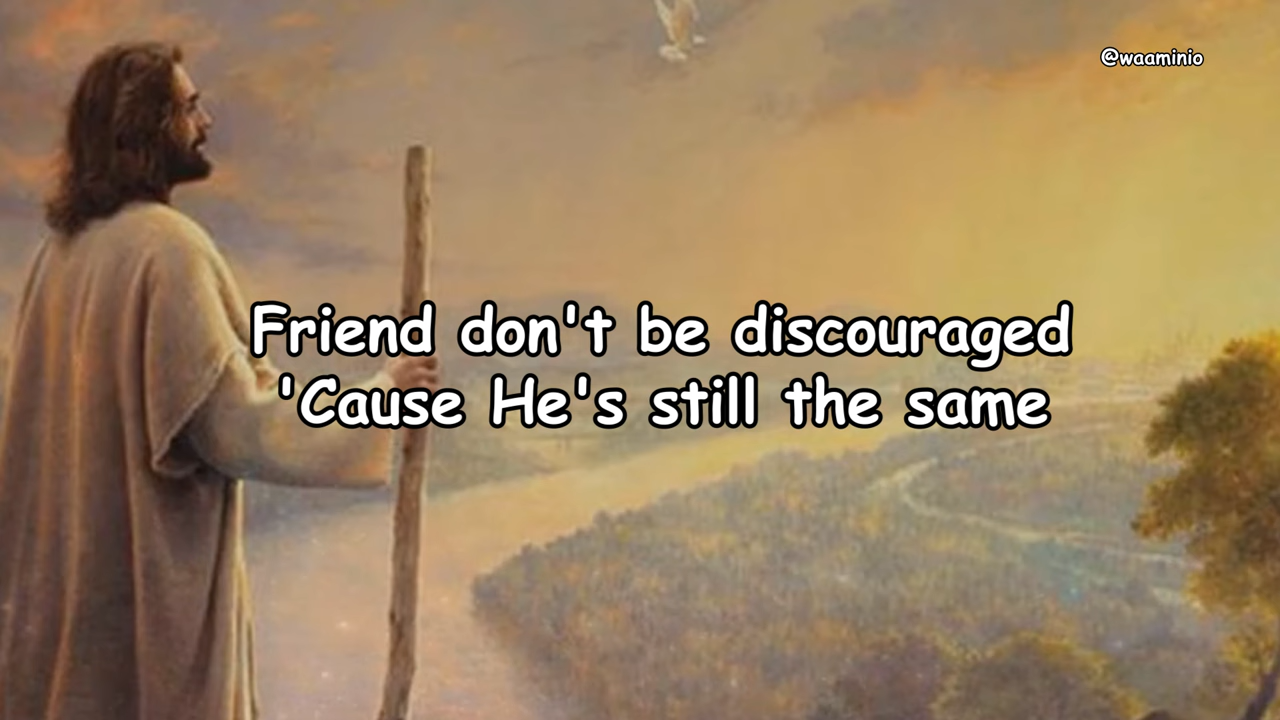 @waaminio
Friend don't be discouraged
'Cause He's still the same